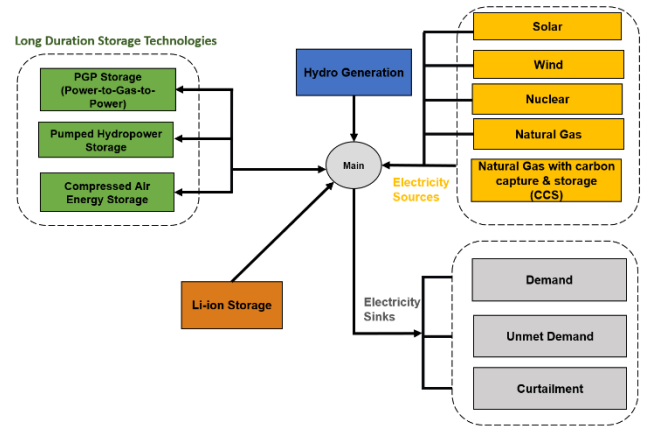 Long Duration Storage Technologies
PGP Storage
(Power-to-Gas-to-
Power)
Pumped Hydropower
Storage
Compressed Air
Energy Storage
Hydro Generation
Main
Li-ion Storage
Solar
Wind
Nuclear
Natural Gas
Natural Gas with carbon
capture & storage
(CCS)
Electricity
Sources
Electricity
Sinks
Demand
Unmet Demand
Curtailment